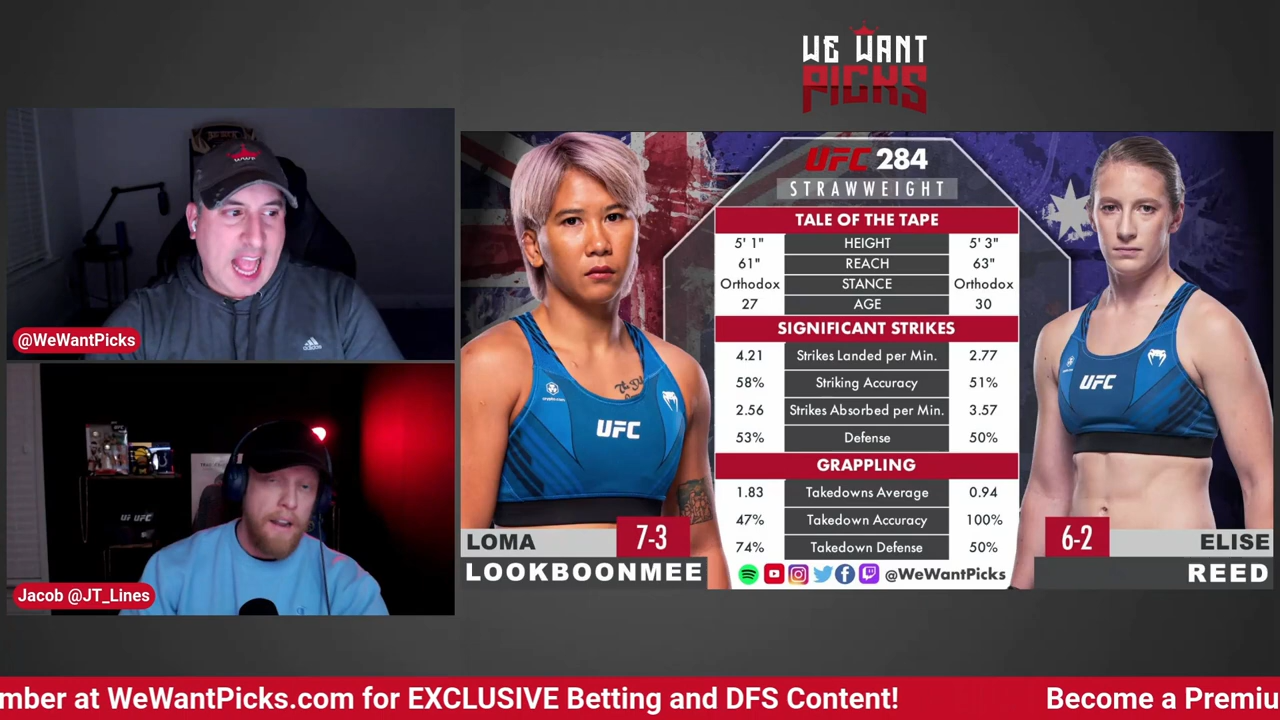 WE WANT
PICKS
@WeWantPicks
Jacob @JT_Lines
UFC 284
STRAWWEIGHT
TALE OF THE TAPE
5' 1" HEIGHT 5' 3"
61" REACH 63"
Orthodox STANCE Orthodox
27 AGE 30
SIGNIFICANT STRIKES
4.21 Strikes Landed per Min. 2.77
58% Striking Accuracy 51%
2.56 Strikes Absorbed per Min. 3.57
53% Defense 50%
GRAPPLING
1.83 Takedowns Average 0.94
47% Takedown Accuracy 100%
74% Takedown Defense 50%
@WeWantPicks
UFC
UFC
LOMA 7-3
LOOKBOONMEE
6-2 ELISE
REED
adidas
UFC
mber at WeWantPicks.com for EXCLUSIVE Betting and DFS Content! Become a Premiu